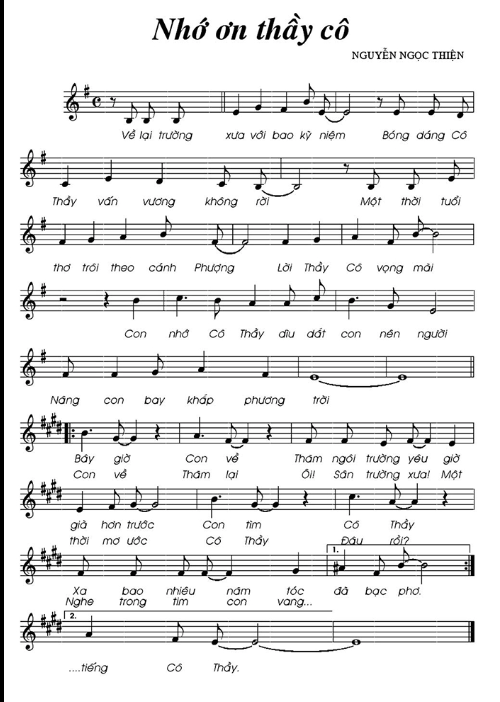 Nhớ ơn thầy cô
NGUYỄN NGỌC THIỆN
Về lại trường xưa với bao kỷ niệm Bóng dáng Cô
Thầy vấn vương không rời Một thời tuổi
thơ trôi theo cánh Phượng Lời Thầy Cô vọng mãi
Con nhớ Cô Thầy dìu dắt con nên người
Nâng con bay khắp phương trời
Bây giờ Con về Thăm ngôi trường yêu giờ
Con về Thăm lại Ôi! Sân trường xưa! Một
già hơn trước Con tìm Cô Thầy
thời mơ ước Cô Thầy Đâu rồi?
1.
Xa bao nhiêu năm tóc đã bạc phơ.
Nghe trong tim con vang...
2.
....tiếng Cô Thầy.